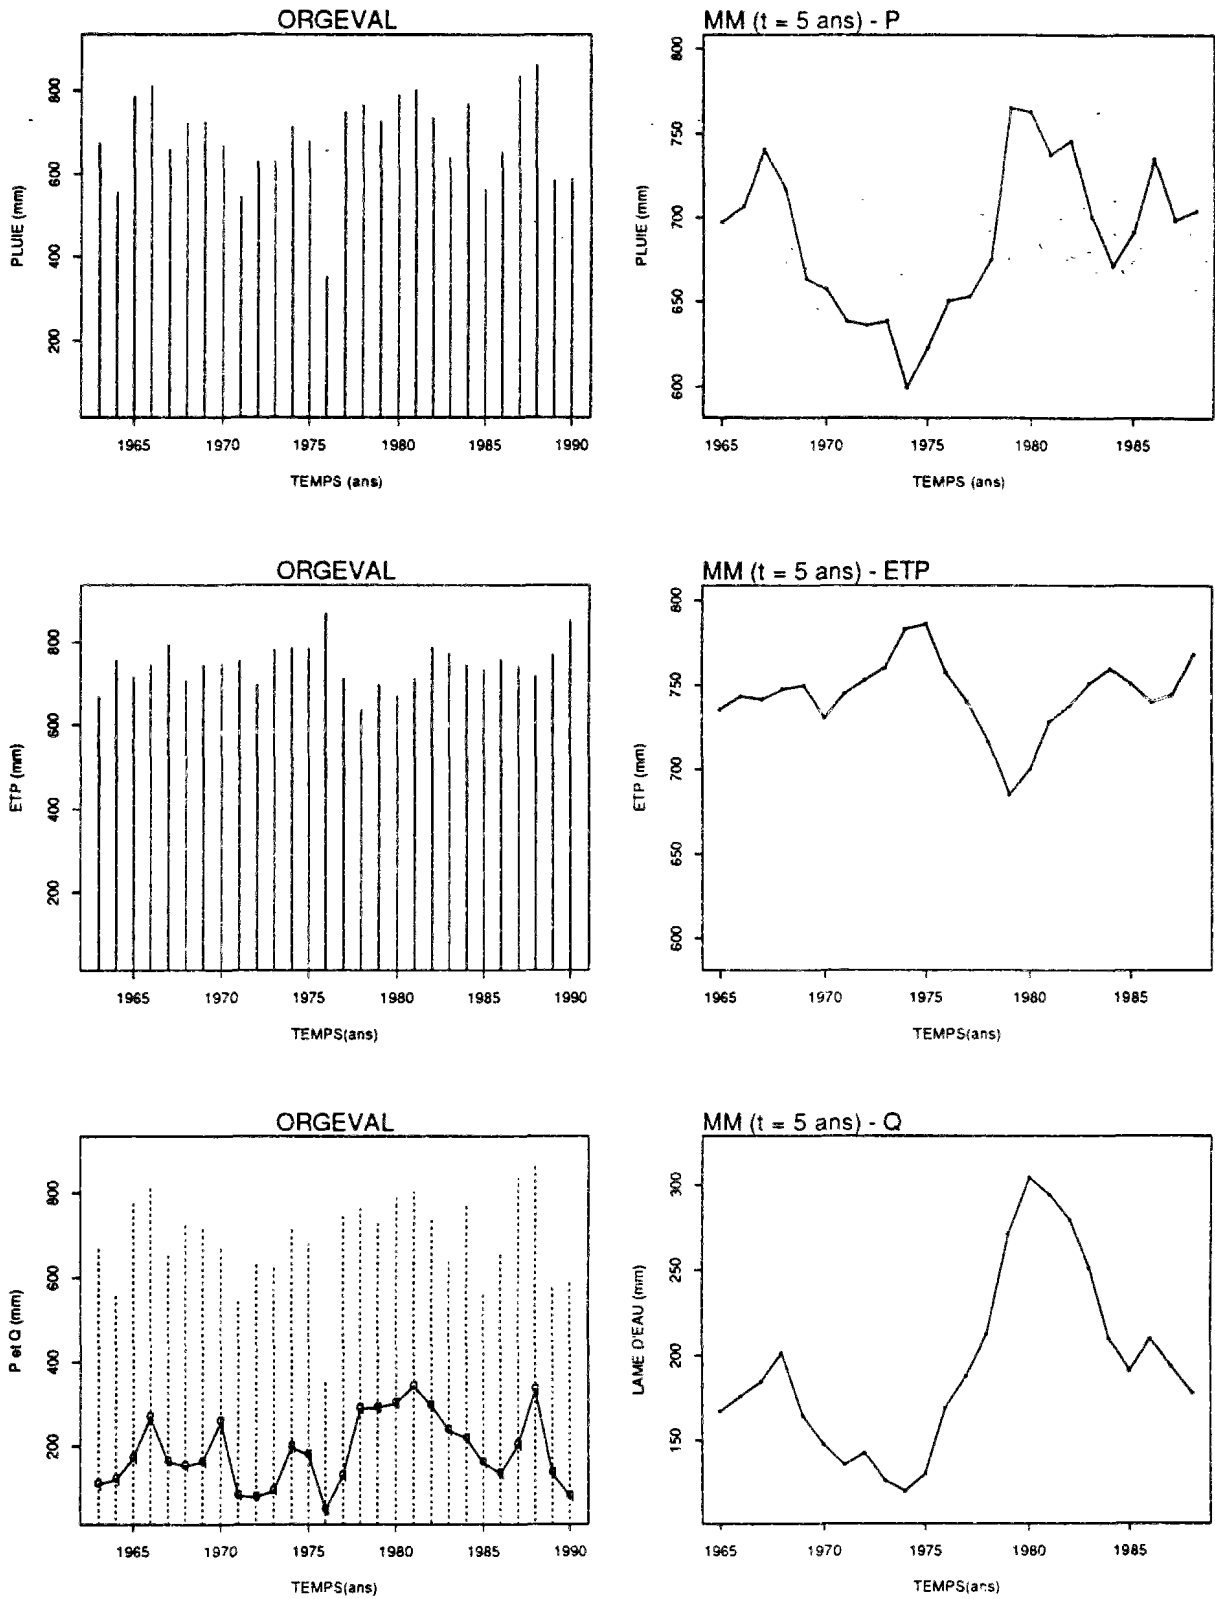 ORGEVAL
PLUIE (mm)
800
600
400
200
1965 1970 1975 1980 1985 1990
TEMPS (ans)
MM (t = 5 ans) - P
PLUIE (mm)
800
750
700
650
600
1965 1970 1975 1980 1985
TEMPS (ans)
ORGEVAL
ETP (mm)
800
600
400
200
1965 1970 1975 1980 1985 1990
TEMPS(ans)
MM (t = 5 ans) - ETP
ETP (mm)
800
750
700
650
600
1965 1970 1975 1980 1985
TEMPS(ans)
ORGEVAL
P et Q (mm)
800
600
400
200
1965 1970 1975 1980 1985 1990
TEMPS(ans)
MM (t = 5 ans) - Q
LAME D'EAU (mm)
300
250
200
150
1965 1970 1975 1980 1985
TEMPS(ans)